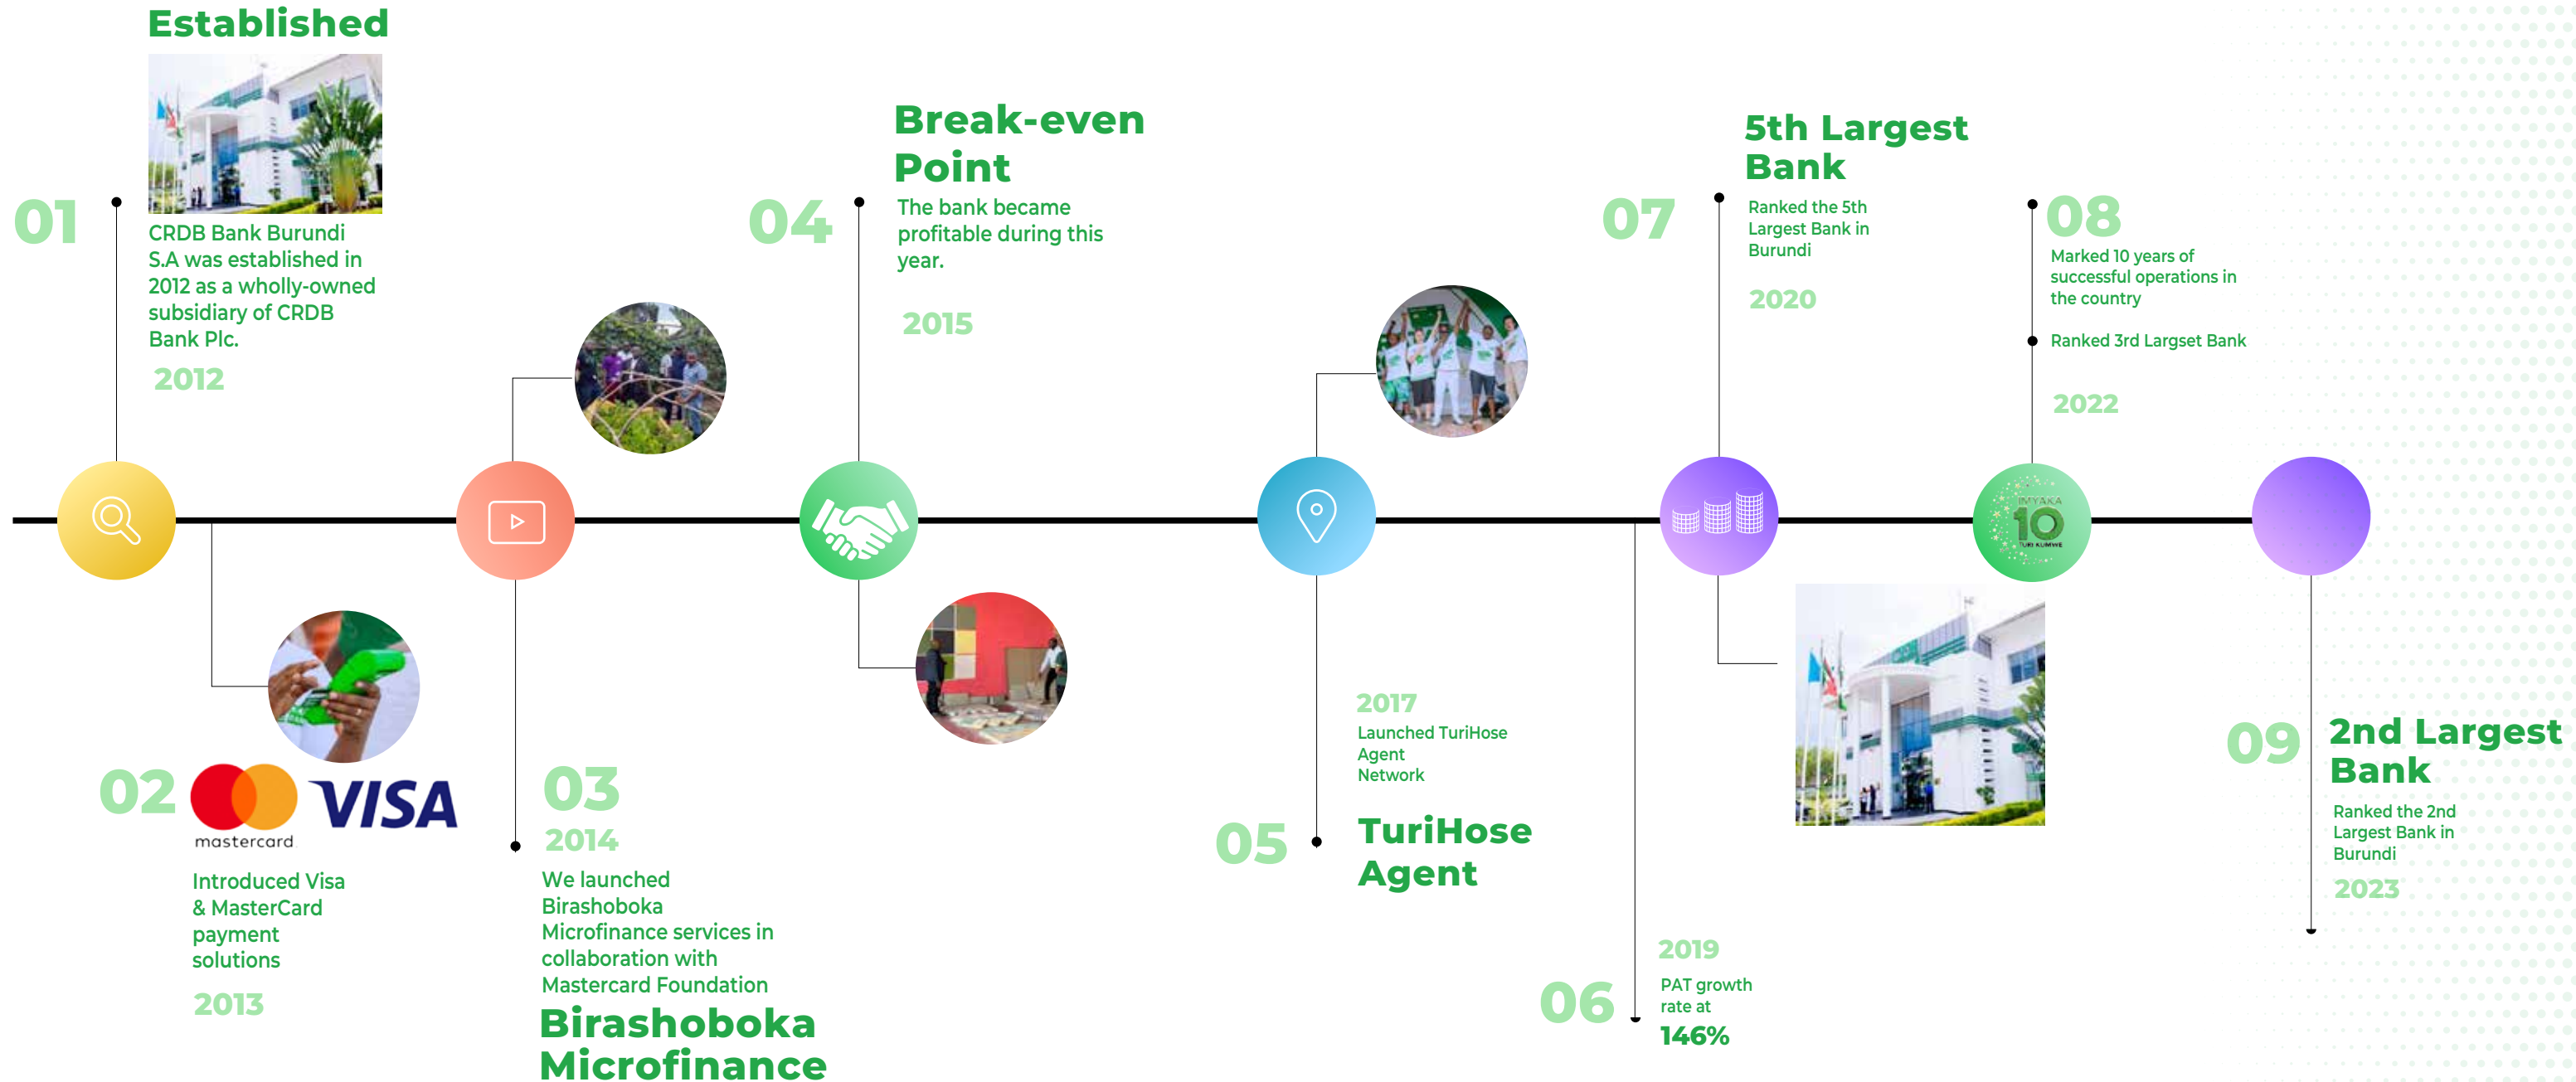 Established
01
CRDB Bank Burundi
S.A was established in
2012 as a wholly-owned
subsidiary of CRDB
Bank Plc.
2012
02
mastercard
VISA
Introduced Visa
& MasterCard
payment
solutions
2013
03
2014
We launched
Birashoboka
Microfinance services in
collaboration with
Mastercard Foundation
Birashoboka
Microfinance
04
Break-even
Point
The bank became
profitable during this
year.
2015
2017
Launched TuriHose
Agent
Network
05
TuriHose
Agent
06
2019
PAT growth
rate at
146%
07
5th Largest
Bank
Ranked the 5th
Largest Bank in
Burundi
2020
08
Marked 10 years of
successful operations in
the country
Ranked 3rd Largset Bank
2022
IMYAKA
10
TURI KUMWE
09
2nd Largest
Bank
Ranked the 2nd
Largest Bank in
Burundi
2023